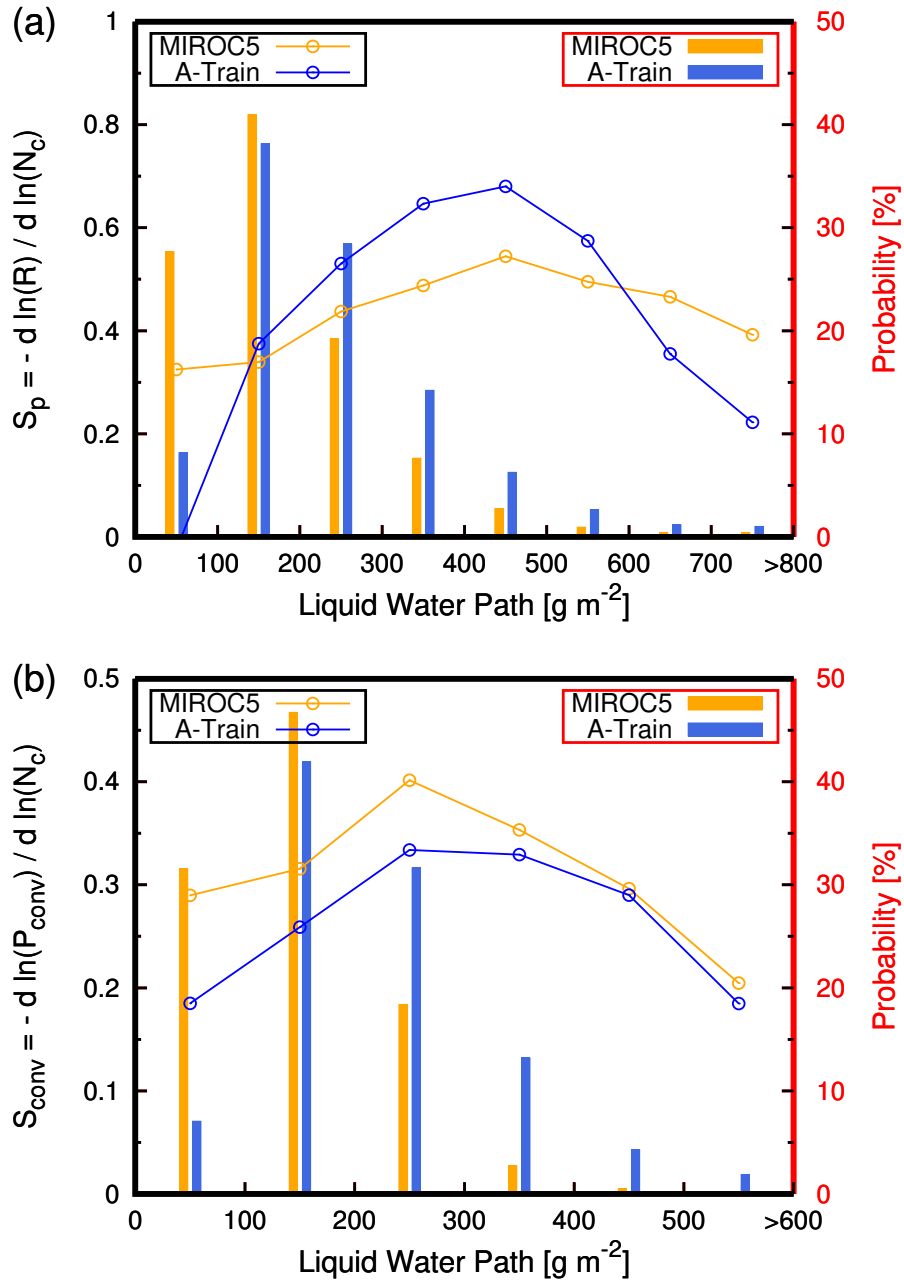 (a)
MIROC5
A-Train
MIROC5
A-Train
1
0.8
0.6
0.4
0.2
0
50
40
30
20
10
0
S_p = - d ln(R) / d ln(N_c)
Probability [%]
0 100 200 300 400 500 600 700 >800
Liquid Water Path [g m^-2]
(b)
MIROC5
A-Train
MIROC5
A-Train
0.5
0.4
0.3
0.2
0.1
0
50
40
30
20
10
0
S_conv = - d ln(P_conv) / d ln(N_c)
Probability [%]
0 100 200 300 400 500 >600
Liquid Water Path [g m^-2]